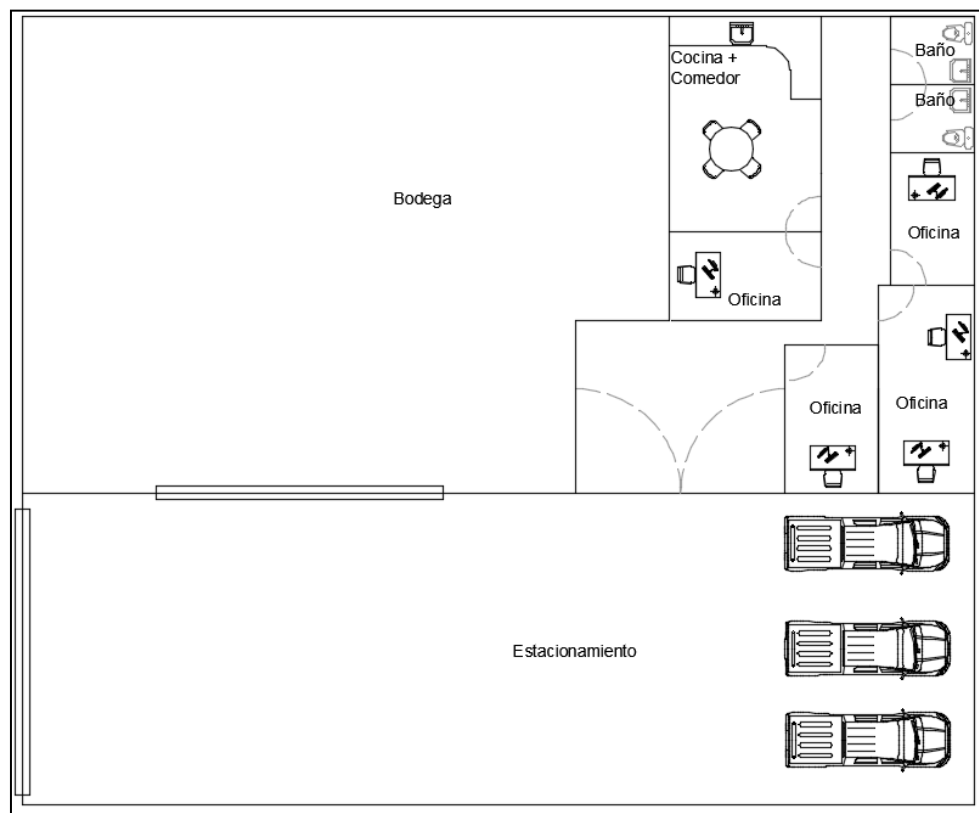 Cocina +
Comedor
Baño
Baño
Bodega
Oficina
Oficina
Oficina
Oficina
Estacionamiento